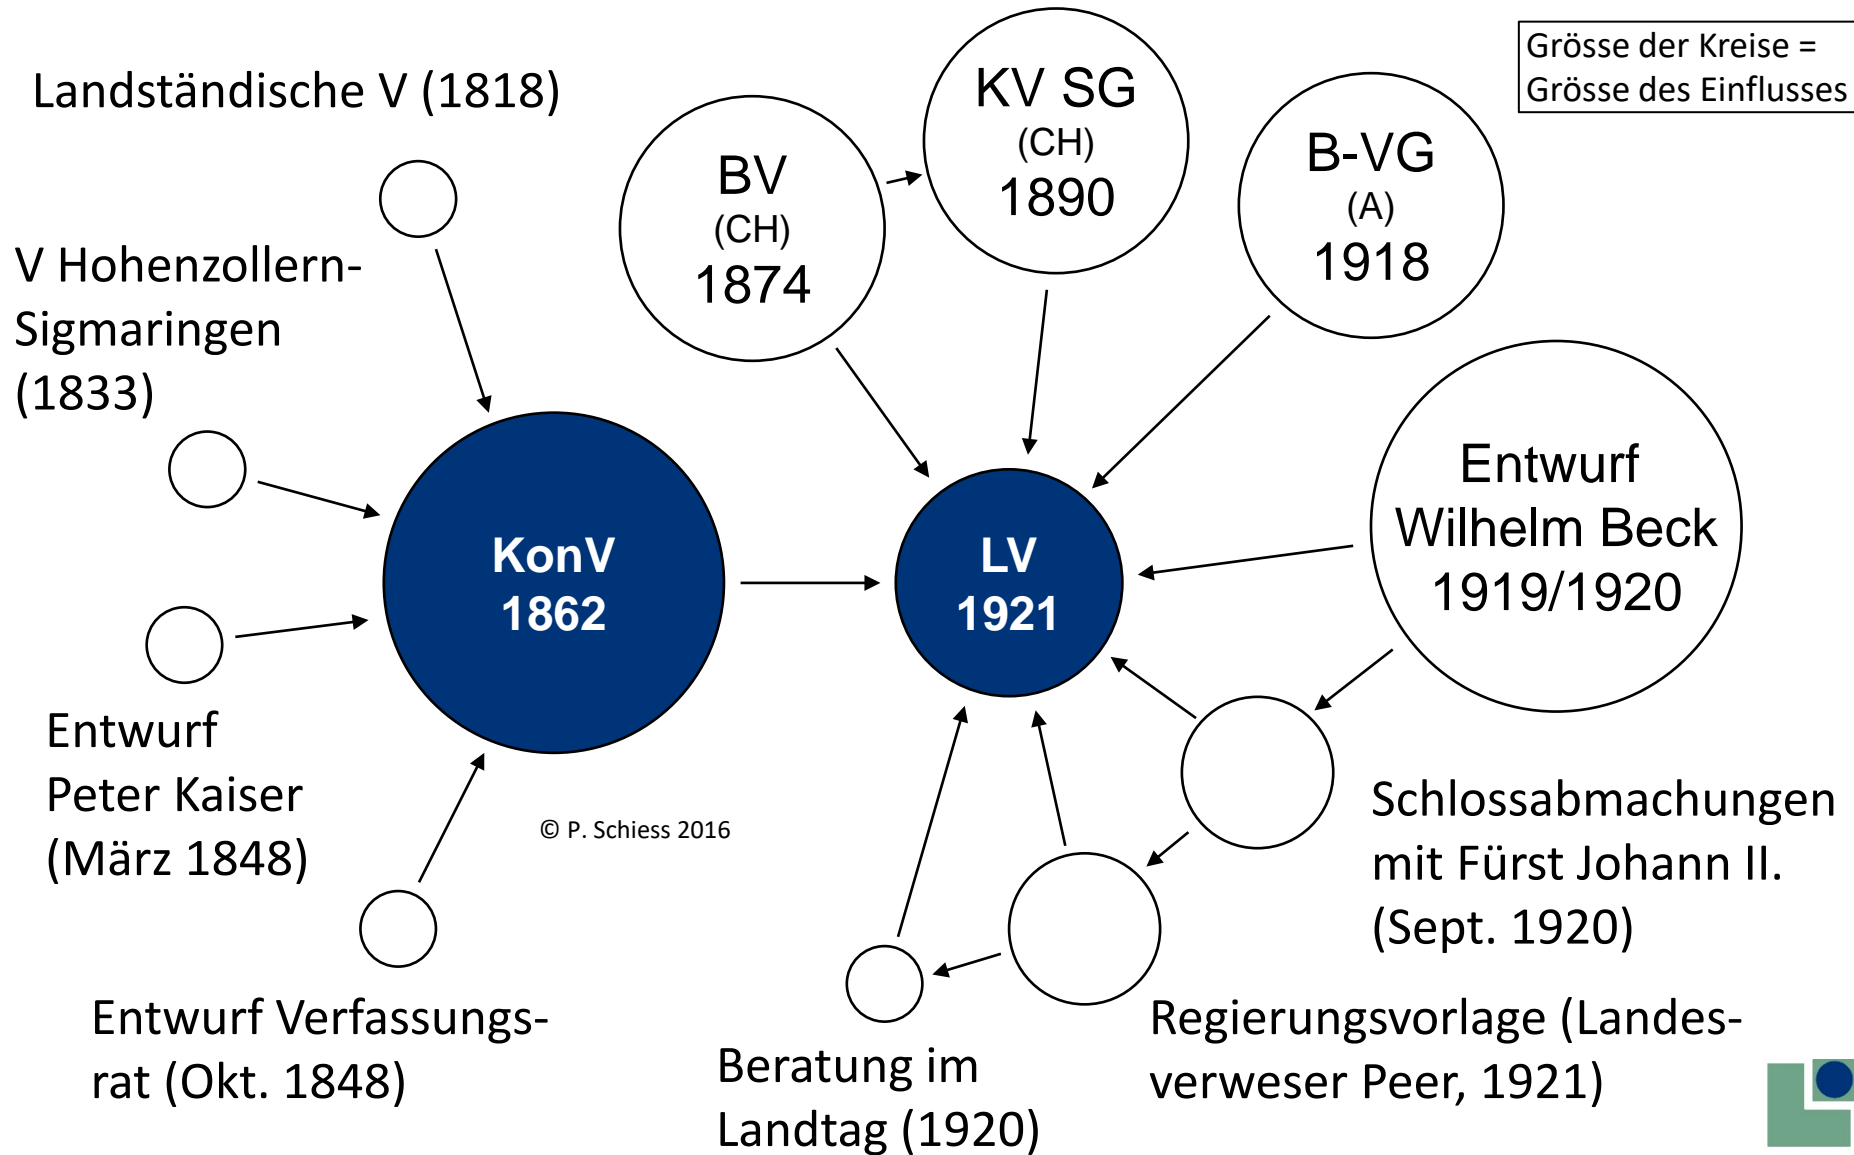 Landständische V (1818)
V Hohenzollern-
Sigmaringen
(1833)
BV
(CH)
1874
KV SG
(CH)
1890
B-VG
(A)
1918
Grösse der Kreise =
Grösse des Einflusses
KonV
1862
LV
1921
Entwurf
Wilhelm Beck
1919/1920
Entwurf
Peter Kaiser
(März 1848)
© P. Schiess 2016
Schlossabmachungen
mit Fürst Johann II.
(Sept. 1920)
Entwurf Verfassungs-
rat (Okt. 1848)
Beratung im
Landtag (1920)
Regierungsvorlage (Landes-
verweser Peer, 1921)